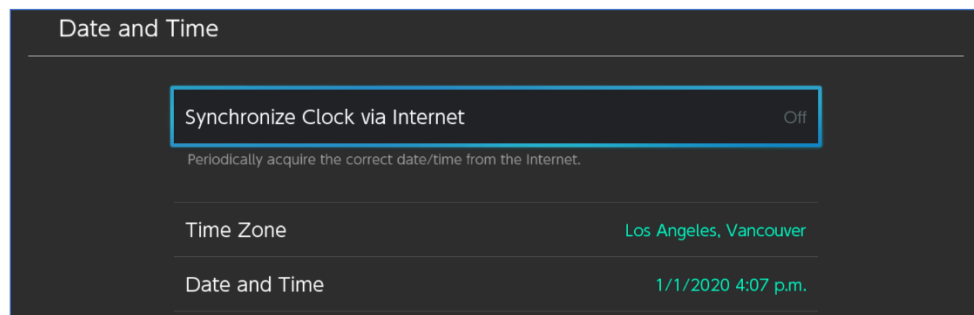 Date and Time
Synchronize Clock via Internet Off
Periodically acquire the correct date/time from the Internet.
Time Zone Los Angeles, Vancouver
Date and Time 1/1/2020 4:07 p.m.